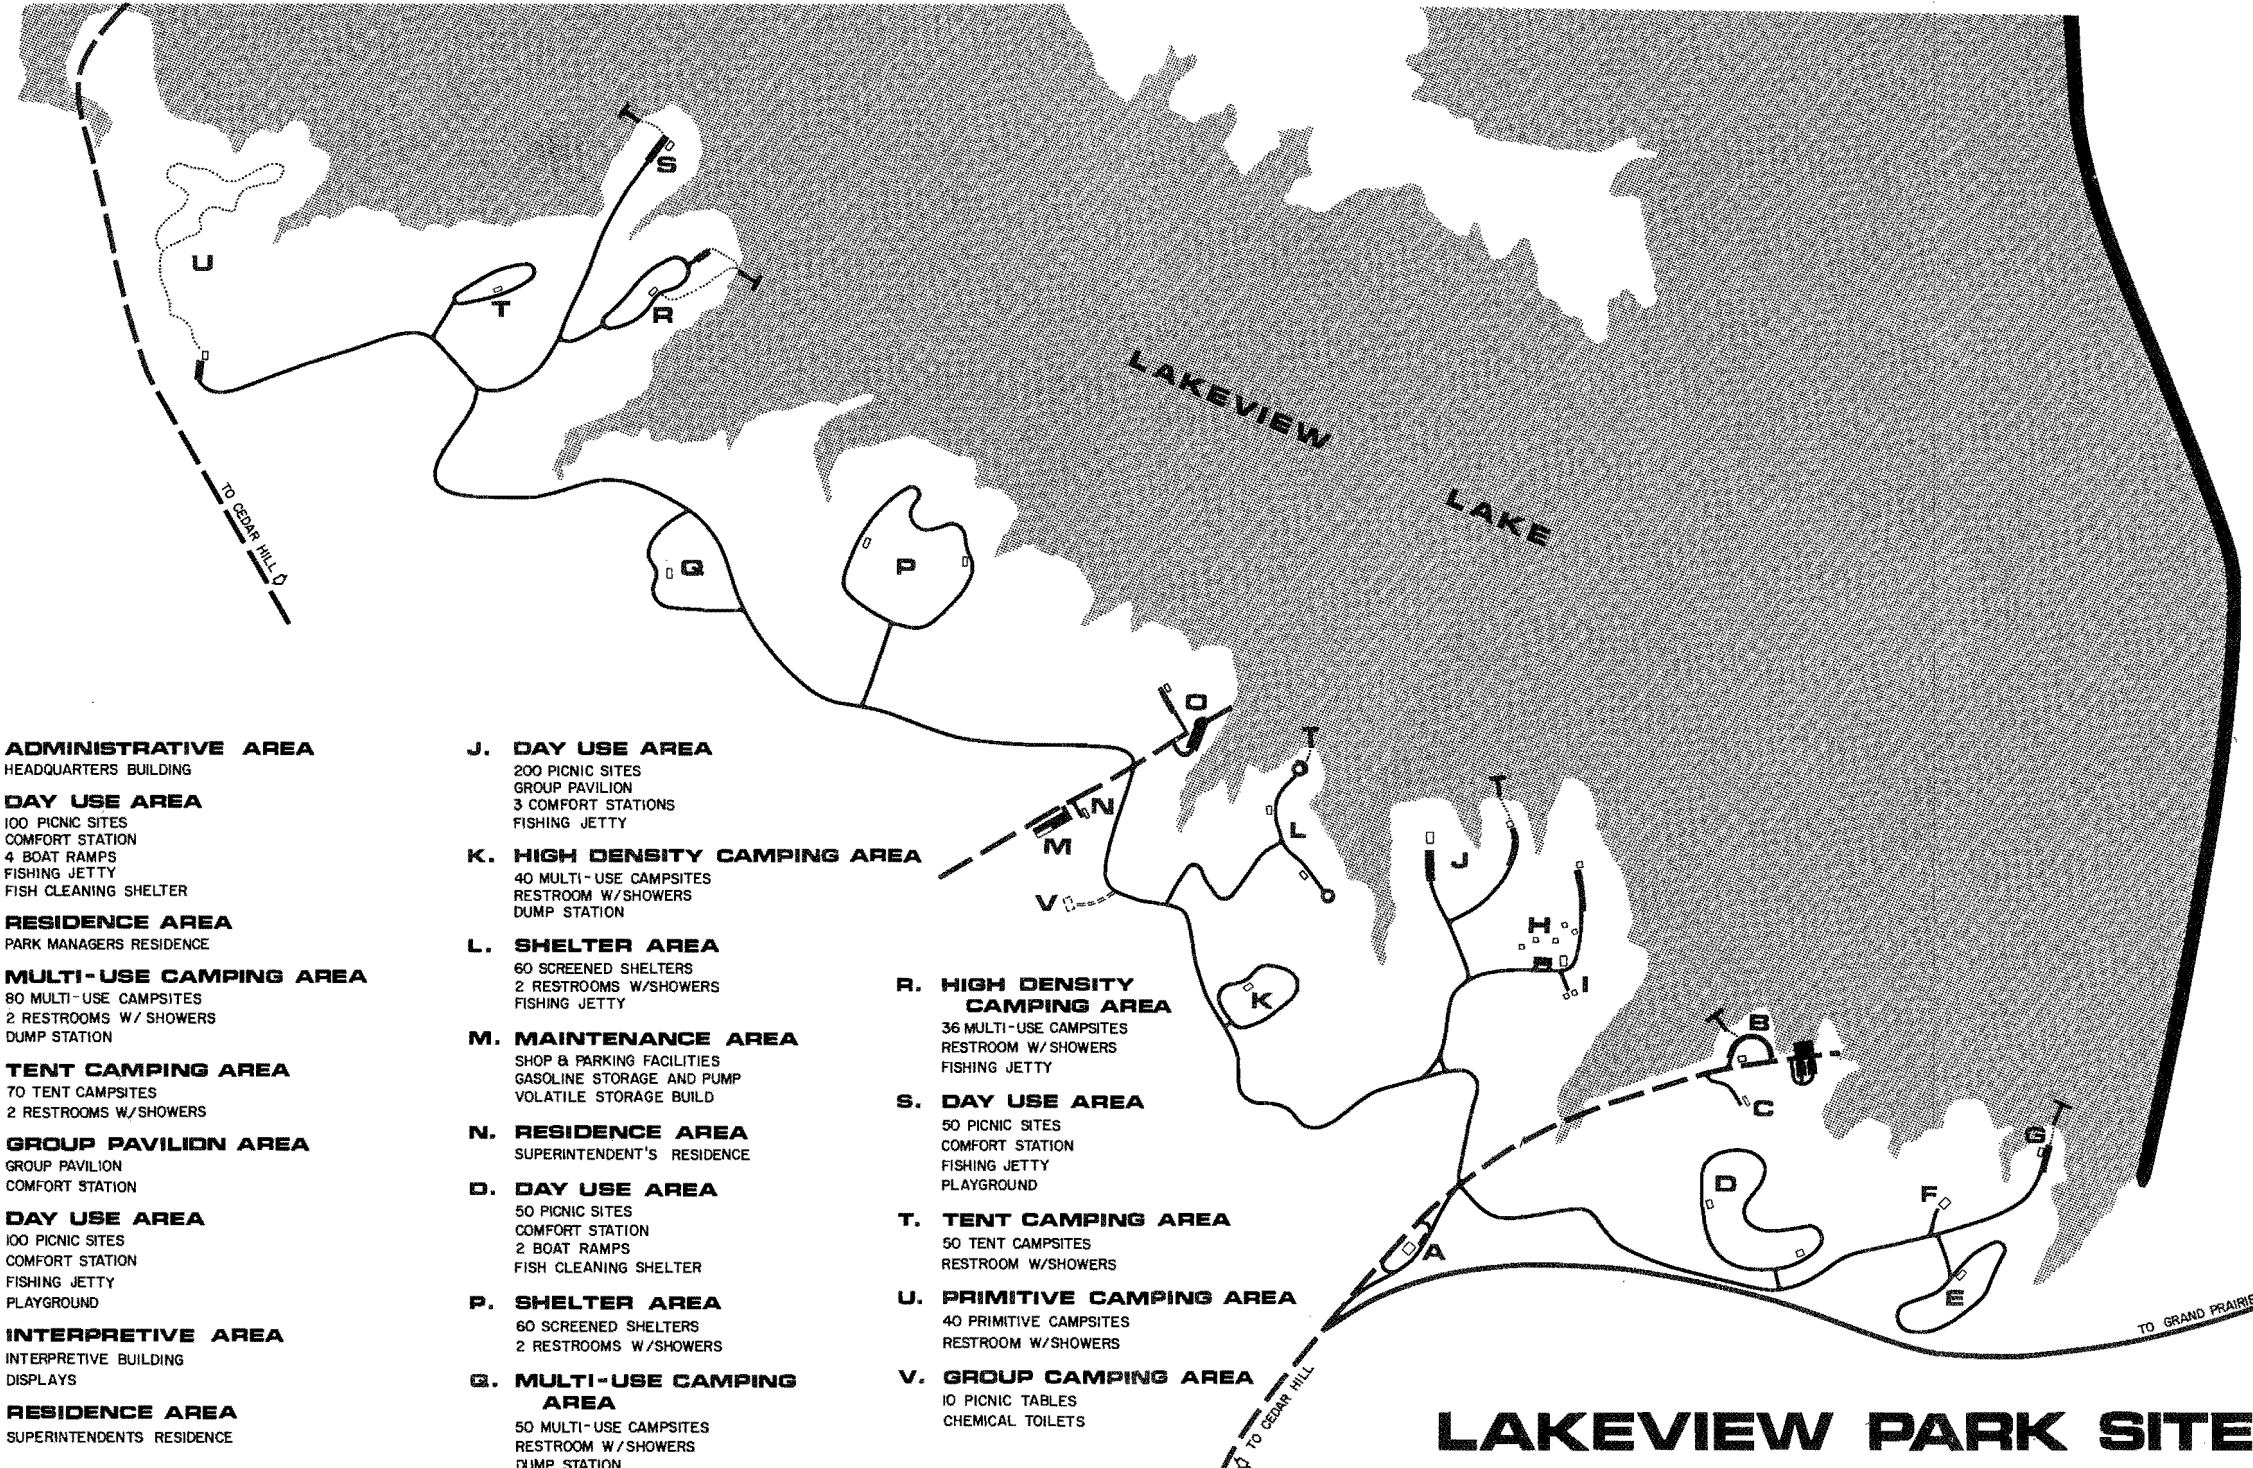 ADMINISTRATIVE AREA
HEADQUARTERS BUILDING
DAY USE AREA
100 PICNIC SITES
COMFORT STATION
4 BOAT RAMPS
FISHING JETTY
FISH CLEANING SHELTER
RESIDENCE AREA
PARK MANAGERS RESIDENCE
MULTI-USE CAMPING AREA
80 MULTI-USE CAMPSITES
2 RESTROOMS W/ SHOWERS
DUMP STATION
TENT CAMPING AREA
70 TENT CAMPSITES
2 RESTROOMS W/SHOWERS
GROUP PAVILION AREA
GROUP PAVILION
COMFORT STATION
DAY USE AREA
100 PICNIC SITES
COMFORT STATION
FISHING JETTY
PLAYGROUND
INTERPRETIVE AREA
INTERPRETIVE BUILDING
DISPLAYS
RESIDENCE AREA
SUPERINTENDENTS RESIDENCE
J. DAY USE AREA
200 PICNIC SITES
GROUP PAVILION
3 COMFORT STATIONS
FISHING JETTY
K. HIGH DENSITY CAMPING AREA
40 MULTI-USE CAMPSITES
RESTROOM W/SHOWERS
DUMP STATION
L. SHELTER AREA
60 SCREENED SHELTERS
2 RESTROOMS W/SHOWERS
FISHING JETTY
M. MAINTENANCE AREA
SHOP & PARKING FACILITIES
GASOLINE STORAGE AND PUMP
VOLATILE STORAGE BUILD
N. RESIDENCE AREA
SUPERINTENDENT'S RESIDENCE
O. DAY USE AREA
50 PICNIC SITES
COMFORT STATION
2 BOAT RAMPS
FISH CLEANING SHELTER
P. SHELTER AREA
60 SCREENED SHELTERS
2 RESTROOMS W/SHOWERS
Q. MULTI-USE CAMPING
AREA
50 MULTI-USE CAMPSITES
RESTROOM W/SHOWERS
DUMP STATION
R. HIGH DENSITY
CAMPING AREA
36 MULTI-USE CAMPSITES
RESTROOM W/SHOWERS
FISHING JETTY
S. DAY USE AREA
50 PICNIC SITES
COMFORT STATION
FISHING JETTY
PLAYGROUND
T. TENT CAMPING AREA
50 TENT CAMPSITES
RESTROOM W/SHOWERS
U. PRIMITIVE CAMPING AREA
40 PRIMITIVE CAMPSITES
RESTROOM W/SHOWERS
V. GROUP CAMPING AREA
10 PICNIC TABLES
CHEMICAL TOILETS
S
U
T
R
LAKEVIEW
LAKE
TO CEDAR HILL
Q
P
O
N
M
L
J
V
H
K
I
B
C
G
D
F
A
E
TO GRAND PRAIRIE
TO CEDAR HILL
LAKEVIEW PARK SITE